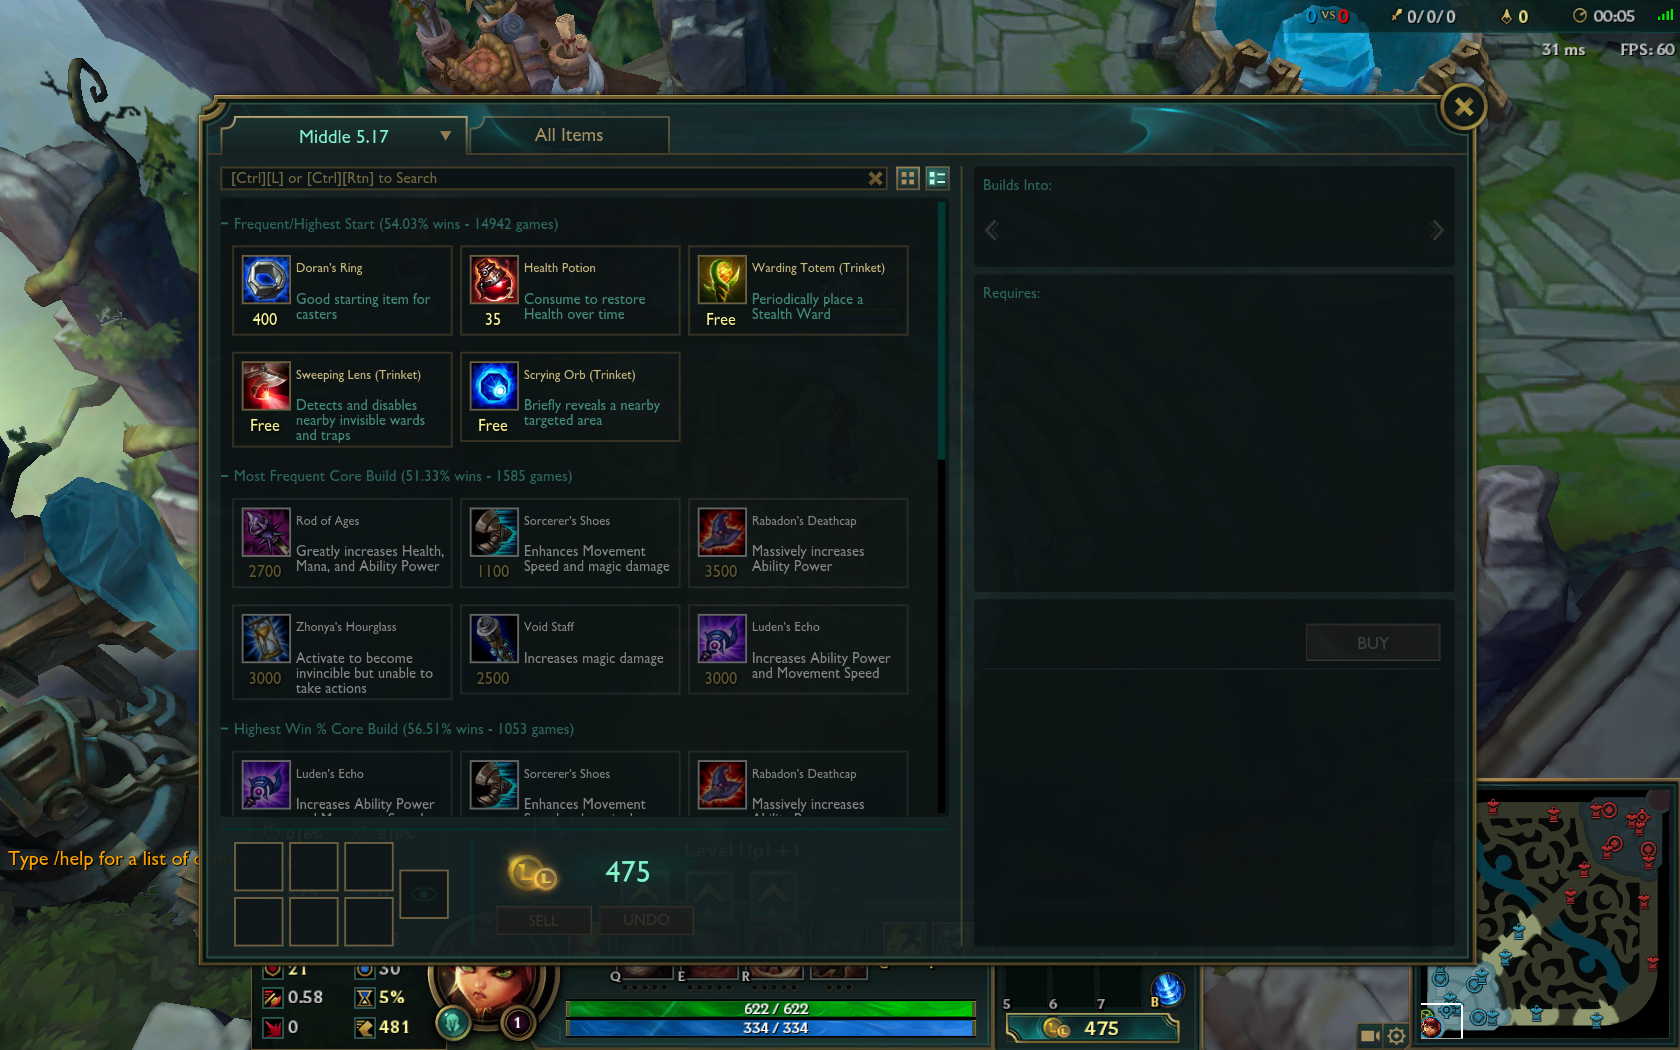 0 VS 0
0/0/0
0
00:05
31 ms
FPS: 60
Middle 5.17
All Items
[Ctrl][L] or [Ctrl][Rtn] to Search
Builds Into:
Requires:
Frequent/Highest Start (54.03% wins - 14942 games)
Doran's Ring
Good starting item for
casters
400
Health Potion
Consume to restore
Health over time
35
Warding Totem (Trinket)
Periodically place a
Stealth Ward
Free
Sweeping Lens (Trinket)
Detects and disables
nearby invisible wards
and traps
Free
Scrying Orb (Trinket)
Briefly reveals a nearby
targeted area
Free
Most Frequent Core Build (51.33% wins - 1585 games)
Rod of Ages
Greatly increases Health,
Mana, and Ability Power
2700
Sorcerer's Shoes
Enhances Movement
Speed and magic damage
1100
Rabadon's Deathcap
Massively increases
Ability Power
3500
Zhonya's Hourglass
Activate to become
invincible but unable to
take actions
3000
Void Staff
Increases magic damage
2500
Luden's Echo
Increases Ability Power
and Movement Speed
3000
BUY
Highest Win % Core Build (56.51% wins - 1053 games)
Luden's Echo
Increases Ability Power
Sorcerer's Shoes
Enhances Movement
Rabadon's Deathcap
Massively increases
Type /help for a list of
Level Up! +1
475
SELL
UNDO
21
30
0.58
5%
0
481
1
Q
E
R
622 / 622
334 / 334
5
6
7
B
475